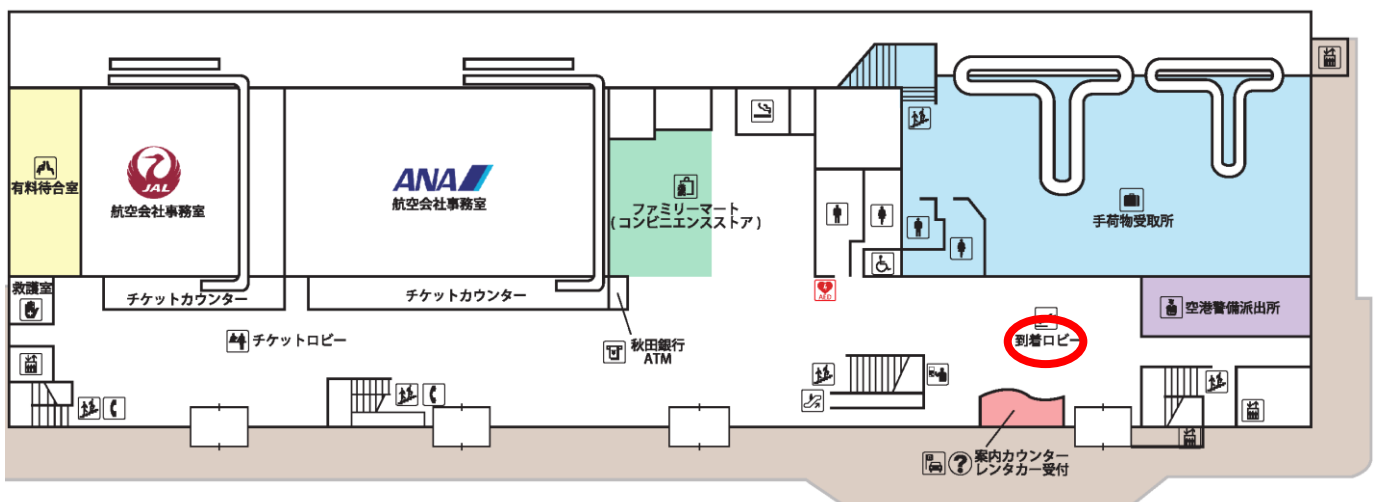 有料待合室
JAL
航空会社事務室
ANA
航空会社事務室
ファミリーマート
(コンビニエンスストア)
手荷物受取所
救護室
チケットカウンター
チケットカウンター
AED
空港警備派出所
チケットロビー
秋田銀行
ATM
到着ロビー
?
案内カウンター
レンタカー受付